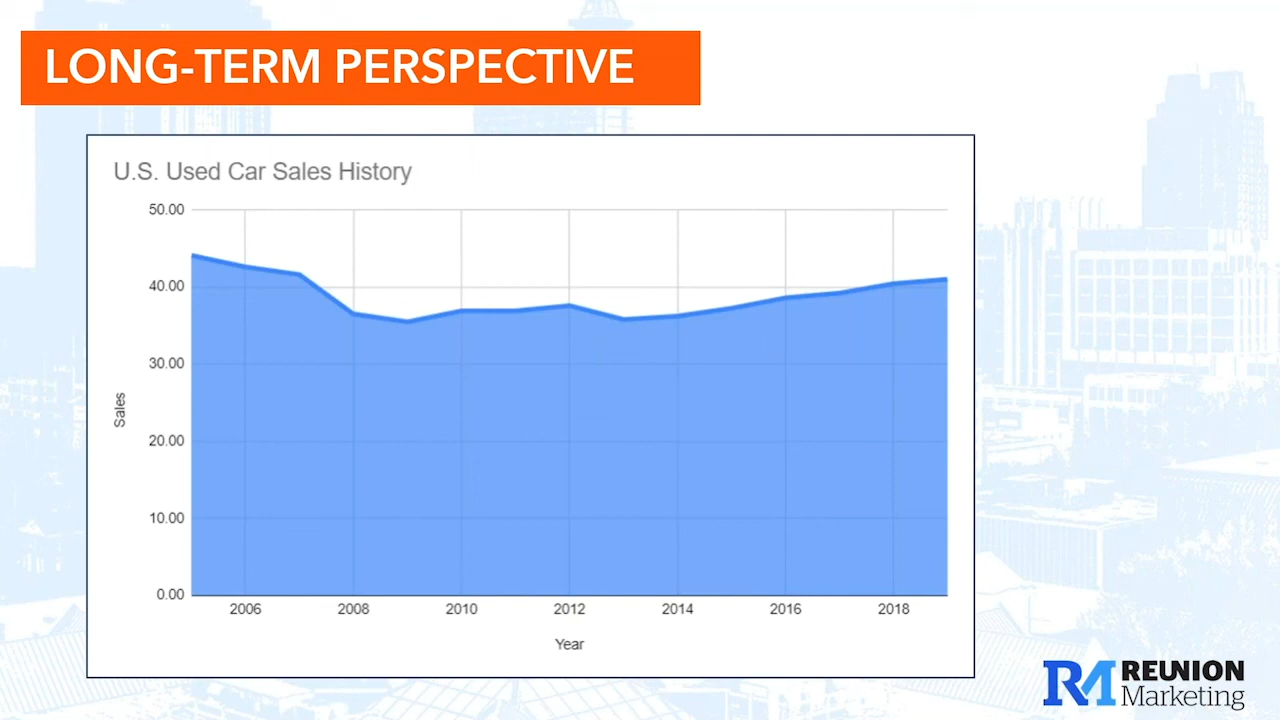 LONG-TERM PERSPECTIVE
U.S. Used Car Sales History
50.00
40.00
30.00
20.00
10.00
0.00
Sales
2006 2008 2010 2012 2014 2016 2018
Year
RM REUNION
Marketing